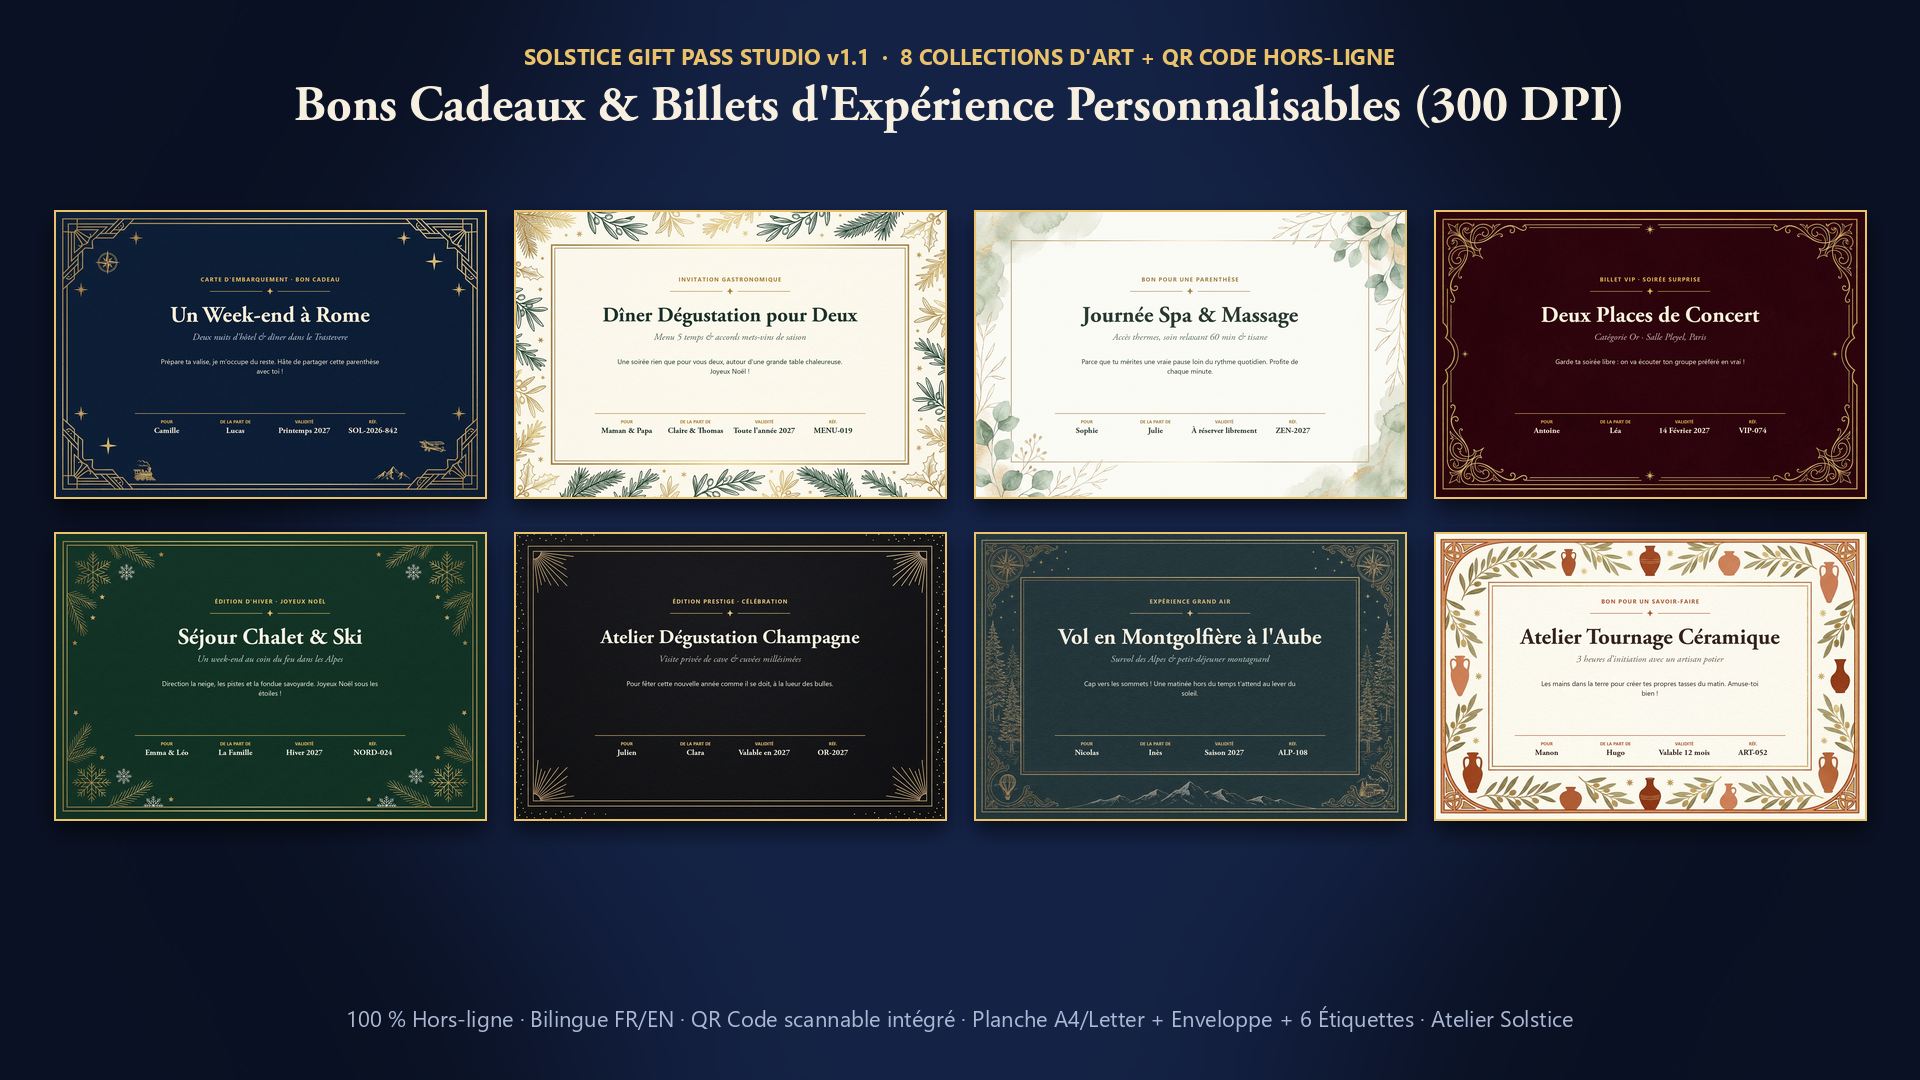 SOLSTICE GIFT PASS STUDIO v1.1 · 8 COLLECTIONS D'ART + QR CODE HORS-LIGNE
Bons Cadeaux & Billets d'Expérience Personnalisables (300 DPI)
CARTE D'EMBARQUEMENT · BON CADEAU
Un Week-end à Rome
Deux nuits d'hôtel & dîner dans le Trastevere
Prépare ta valise, je m'occupe du reste. Hâte de partager cette parenthèse
avec toi !
POUR DE LA PART DE VALIDITÉ RÉF.
Camille Lucas Printemps 2027 SOL-2026-842
INVITATION GASTRONOMIQUE
Dîner Dégustation pour Deux
Menu 5 temps & accords mets-vins de saison
Une soirée rien que pour vous deux, autour d'une grande table chaleureuse.
Joyeux Noël !
POUR DE LA PART DE VALIDITÉ RÉF.
Maman & Papa Claire & Thomas Toute l'année 2027 MENU-019
BON POUR UNE PARENTHÈSE
Journée Spa & Massage
Accès thermes, soin relaxant 60 min & tisane
Parce que tu mérites une vraie pause loin du rythme quotidien. Profite de
chaque minute.
POUR DE LA PART DE VALIDITÉ RÉF.
Sophie Julie À réserver librement ZEN-2027
BILLET VIP · SOIRÉE SURPRISE
Deux Places de Concert
Catégorie Or · Salle Pleyel, Paris
Garde ta soirée libre : on va écouter ton groupe préféré en vrai !
POUR DE LA PART DE VALIDITÉ RÉF.
Antoine Léa 14 Février 2027 VIP-074
ÉDITION D'HIVER · JOYEUX NOËL
Séjour Chalet & Ski
Un week-end au coin du feu dans les Alpes
Direction la neige, les pistes et la fondue savoyarde. Joyeux Noël sous les
étoiles !
POUR DE LA PART DE VALIDITÉ RÉF.
Emma & Léo La Famille Hiver 2027 NORD-024
ÉDITION PRESTIGE · CÉLÉBRATION
Atelier Dégustation Champagne
Visite privée de cave & cuvées millésimées
Pour fêter cette nouvelle année comme il se doit, à la lueur des bulles.
POUR DE LA PART DE VALIDITÉ RÉF.
Julien Clara Valable en 2027 OR-2027
EXPÉRIENCE GRAND AIR
Vol en Montgolfière à l'Aube
Survol des Alpes & petit-déjeuner montagnard
Cap vers les sommets ! Une matinée hors du temps t'attend au lever du
soleil.
POUR DE LA PART DE VALIDITÉ RÉF.
Nicolas Inès Saison 2027 ALP-108
BON POUR UN SAVOIR-FAIRE
Atelier Tournage Céramique
3 heures d'initiation avec un artisan potier
Les mains dans la terre pour créer tes propres tasses du matin. Amuse-toi
bien !
POUR DE LA PART DE VALIDITÉ RÉF.
Manon Hugo Valable 12 mois ART-052
100 % Hors-ligne · Bilingue FR/EN · QR Code scannable intégré · Planche A4/Letter + Enveloppe + 6 Étiquettes · Atelier Solstice